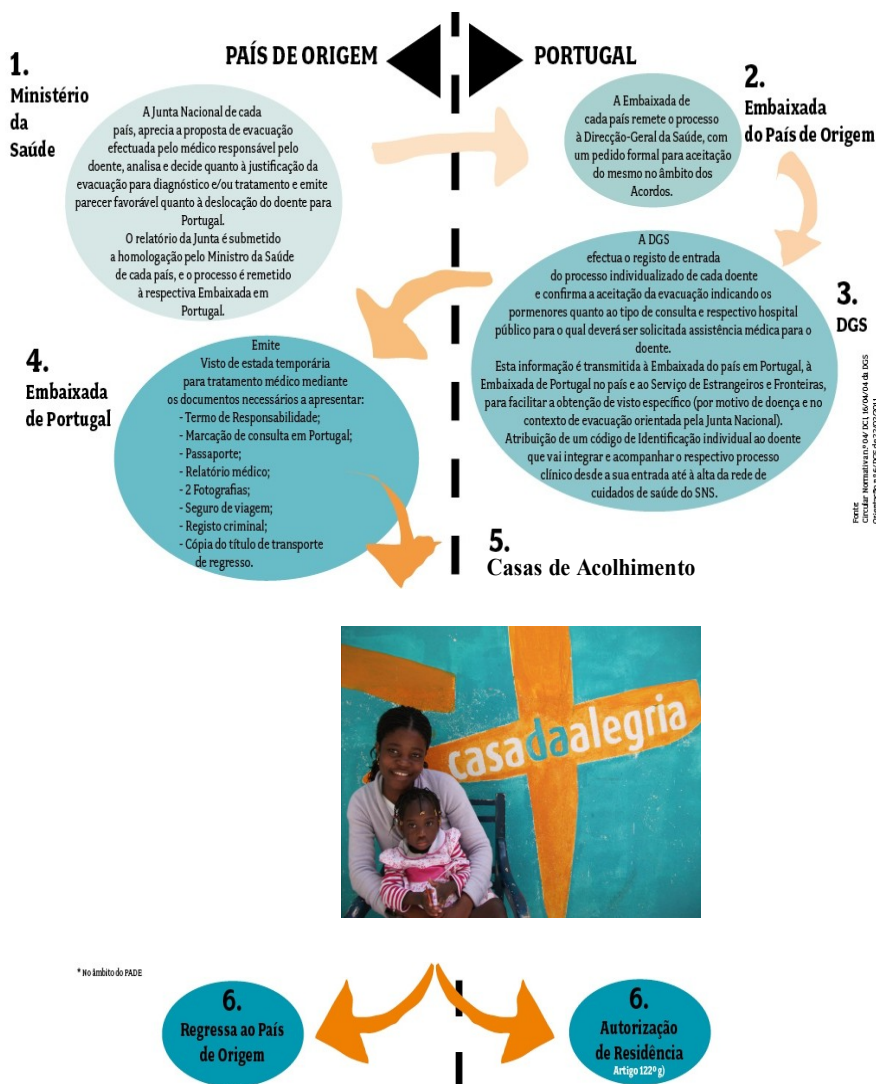 PAÍS DE ORIGEM
PORTUGAL
1.
Ministério
da
Saúde
A Junta Nacional de cada
país, aprecia a proposta de evacuação
efectuada pelo médico responsável pelo
doente, analisa e decide quanto à justificação da
evacuação para diagnóstico e/ou tratamento e emite
parecer favorável quanto à deslocação do doente para
Portugal.
O relatório da Junta é submetido
a homologação pelo Ministro da Saúde
de cada país, e o processo é remetido
à respectiva Embaixada em
Portugal.
2.
Embaixada
do País de Origem
A Embaixada de
cada país remete o processo
à Direcção-Geral da Saúde, com
um pedido formal para aceitação
do mesmo no âmbito dos
Acordos.
3.
DGS
A DGS
efectua o registo de entrada
do processo individualizado de cada doente
e confirma a aceitação da evacuação indicando os
pormenores quanto ao tipo de consulta e respectivo hospital
público para o qual deverá ser solicitada assistência médica para o
doente.
Esta informação é transmitida à Embaixada do país em Portugal, à
Embaixada de Portugal no país e ao Serviço de Estrangeiros e Fronteiras,
para facilitar a obtenção de visto específico (por motivo de doença e no
contexto de evacuação orientada pela Junta Nacional).
Atribuição de um código de Identificação individual ao doente
que vai integrar e acompanhar o respectivo processo
clínico desde a sua entrada até à alta da rede de
cuidados de saúde do SNS.
Fonte
Circular Normativa n.º 04/ DCI, 16/04/04 da DGS
4.
Embaixada
de Portugal
Emite
Visto de estada temporária
para tratamento médico mediante
os documentos necessários a apresentar:
- Termo de Responsabilidade;
- Marcação de consulta em Portugal;
- Passaporte;
- Relatório médico;
- 2 Fotografias;
- Seguro de viagem;
- Registo criminal;
- Cópia do título de transporte
de regresso.
5.
Casas de Acolhimento
casadaalegria
* No âmbito do PADE
6.
Regressa ao País
de Origem
6.
Autorização
de Residência
Artigo 122º g)